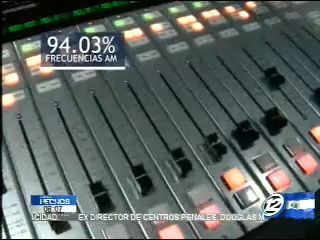 94.03%
FRECUENCIAS AM
HECHOS
12
08:07
CIDAD. EX DIRECTOR DE CENTROS PENALES, DOUGLAS M